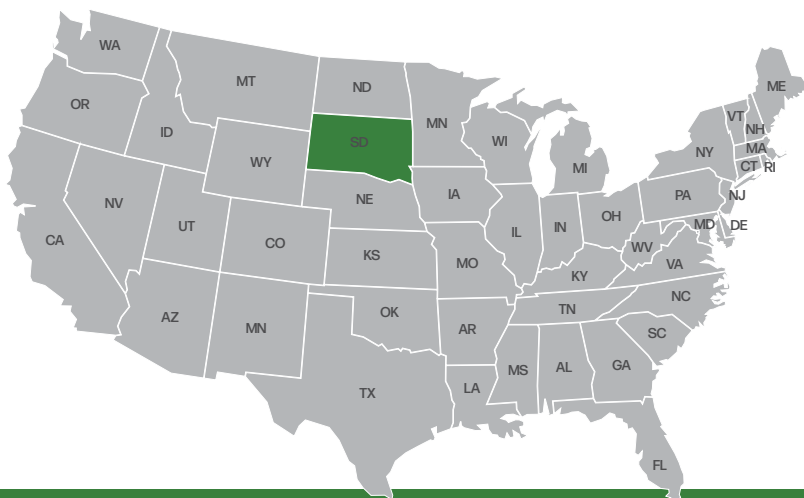 WA
MT
ND
MN
OR
ID
SD
WI
WY
MI
NE
IA
NV
UT
CO
CA
KS
MO
IL
IN
OH
PA
NY
VT
NH
ME
MA
CT
RI
NJ
MD
DE
WV
VA
KY
NC
TN
SC
AZ
MN
OK
AR
TX
LA
MS
AL
GA
FL